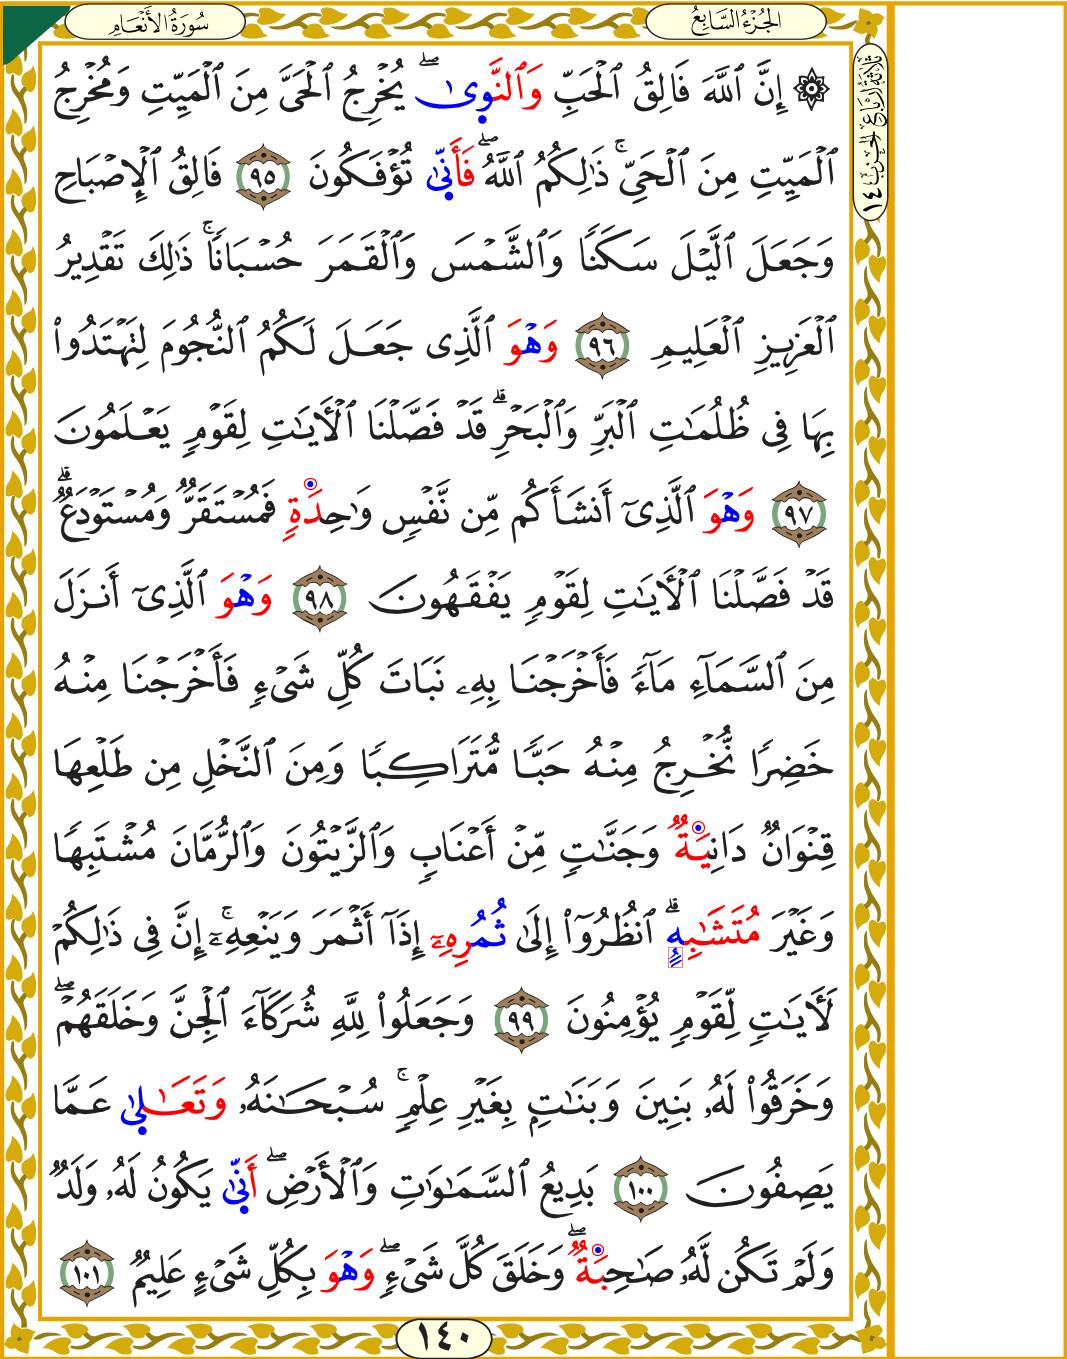 سُورَةُ الأَنْعَامِ
الجُزْءُ السَّابِعُ
ثَلَاثَةُ أَرْبَاعِ الحِزْبِ ١٤
۞ إِنَّ ٱللَّهَ فَالِقُ ٱلْحَبِّ وَٱلنَّوِىٰۖ يُخْرِجُ ٱلْحَىَّ مِنَ ٱلْمَيِّتِ وَمُخْرِجُ
ٱلْمَيِّتِ مِنَ ٱلْحَىِّۚ ذَٰلِكُمُ ٱللَّهُۖ فَأَنِّىٰ تُؤْفَكُونَ ٩٥ فَالِقُ ٱلْإِصْبَاحِ
وَجَعَلَ ٱلَّيْلَ سَكَنًا وَٱلشَّمْسَ وَٱلْقَمَرَ حُسْبَانًاۚ ذَٰلِكَ تَقْدِيرُ
ٱلْعَزِيزِ ٱلْعَلِيمِ ٩٦ وَهْوَ ٱلَّذِى جَعَلَ لَكُمُ ٱلنُّجُومَ لِتَهْتَدُوا۟
بِهَا فِى ظُلُمَـٰتِ ٱلْبَرِّ وَٱلْبَحْرِۗ قَدْ فَصَّلْنَا ٱلْـَٔايَـٰتِ لِقَوْمٍ يَعْلَمُونَ
٩٧ وَهْوَ ٱلَّذِىٓ أَنشَأَكُم مِّن نَّفْسٍ وَٰحِدَةٍ فَمُسْتَقَرٌّ وَمُسْتَوْدَعٌۗ
قَدْ فَصَّلْنَا ٱلْـَٔايَـٰتِ لِقَوْمٍ يَفْقَهُونَ ٩٨ وَهْوَ ٱلَّذِىٓ أَنزَلَ
مِنَ ٱلسَّمَآءِ مَآءً فَأَخْرَجْنَا بِهِۦ نَبَاتَ كُلِّ شَىْءٍ فَأَخْرَجْنَا مِنْهُ
خَضِرًا نُّخْرِجُ مِنْهُ حَبًّا مُّتَرَاكِبًا وَمِنَ ٱلنَّخْلِ مِن طَلْعِهَا
قِنْوَانٌ دَانِيَةٌ وَجَنَّـٰتٍ مِّنْ أَعْنَابٍ وَٱلزَّيْتُونَ وَٱلرُّمَّانَ مُشْتَبِهًا
وَغَيْرَ مُتَشَـٰبِهٍۗ ٱنظُرُوٓا۟ إِلَىٰ ثُمُرِهِۦٓ إِذَآ أَثْمَرَ وَيَنْعِهِۦٓۚ إِنَّ فِى ذَٰلِكُمْ
لَـَٔايَـٰتٍ لِّقَوْمٍ يُؤْمِنُونَ ٩٩ وَجَعَلُوا۟ لِلَّهِ شُرَكَآءَ ٱلْجِنَّ وَخَلَقَهُمْۖ
وَخَرَقُوا۟ لَهُۥ بَنِينَ وَبَنَـٰتٍۭ بِغَيْرِ عِلْمٍۚ سُبْحَـٰنَهُۥ وَتَعَـٰلِىٰ عَمَّا
يَصِفُونَ ١٠٠ بَدِيعُ ٱلسَّمَـٰوَٰتِ وَٱلْأَرْضِۖ أَنِّىٰ يَكُونُ لَهُۥ وَلَدٌ
وَلَمْ تَكُن لَّهُۥ صَـٰحِبَةٌۖ وَخَلَقَ كُلَّ شَىْءٍۖ وَهْوَ بِكُلِّ شَىْءٍ عَلِيمٌ ١٠١
١٤٠